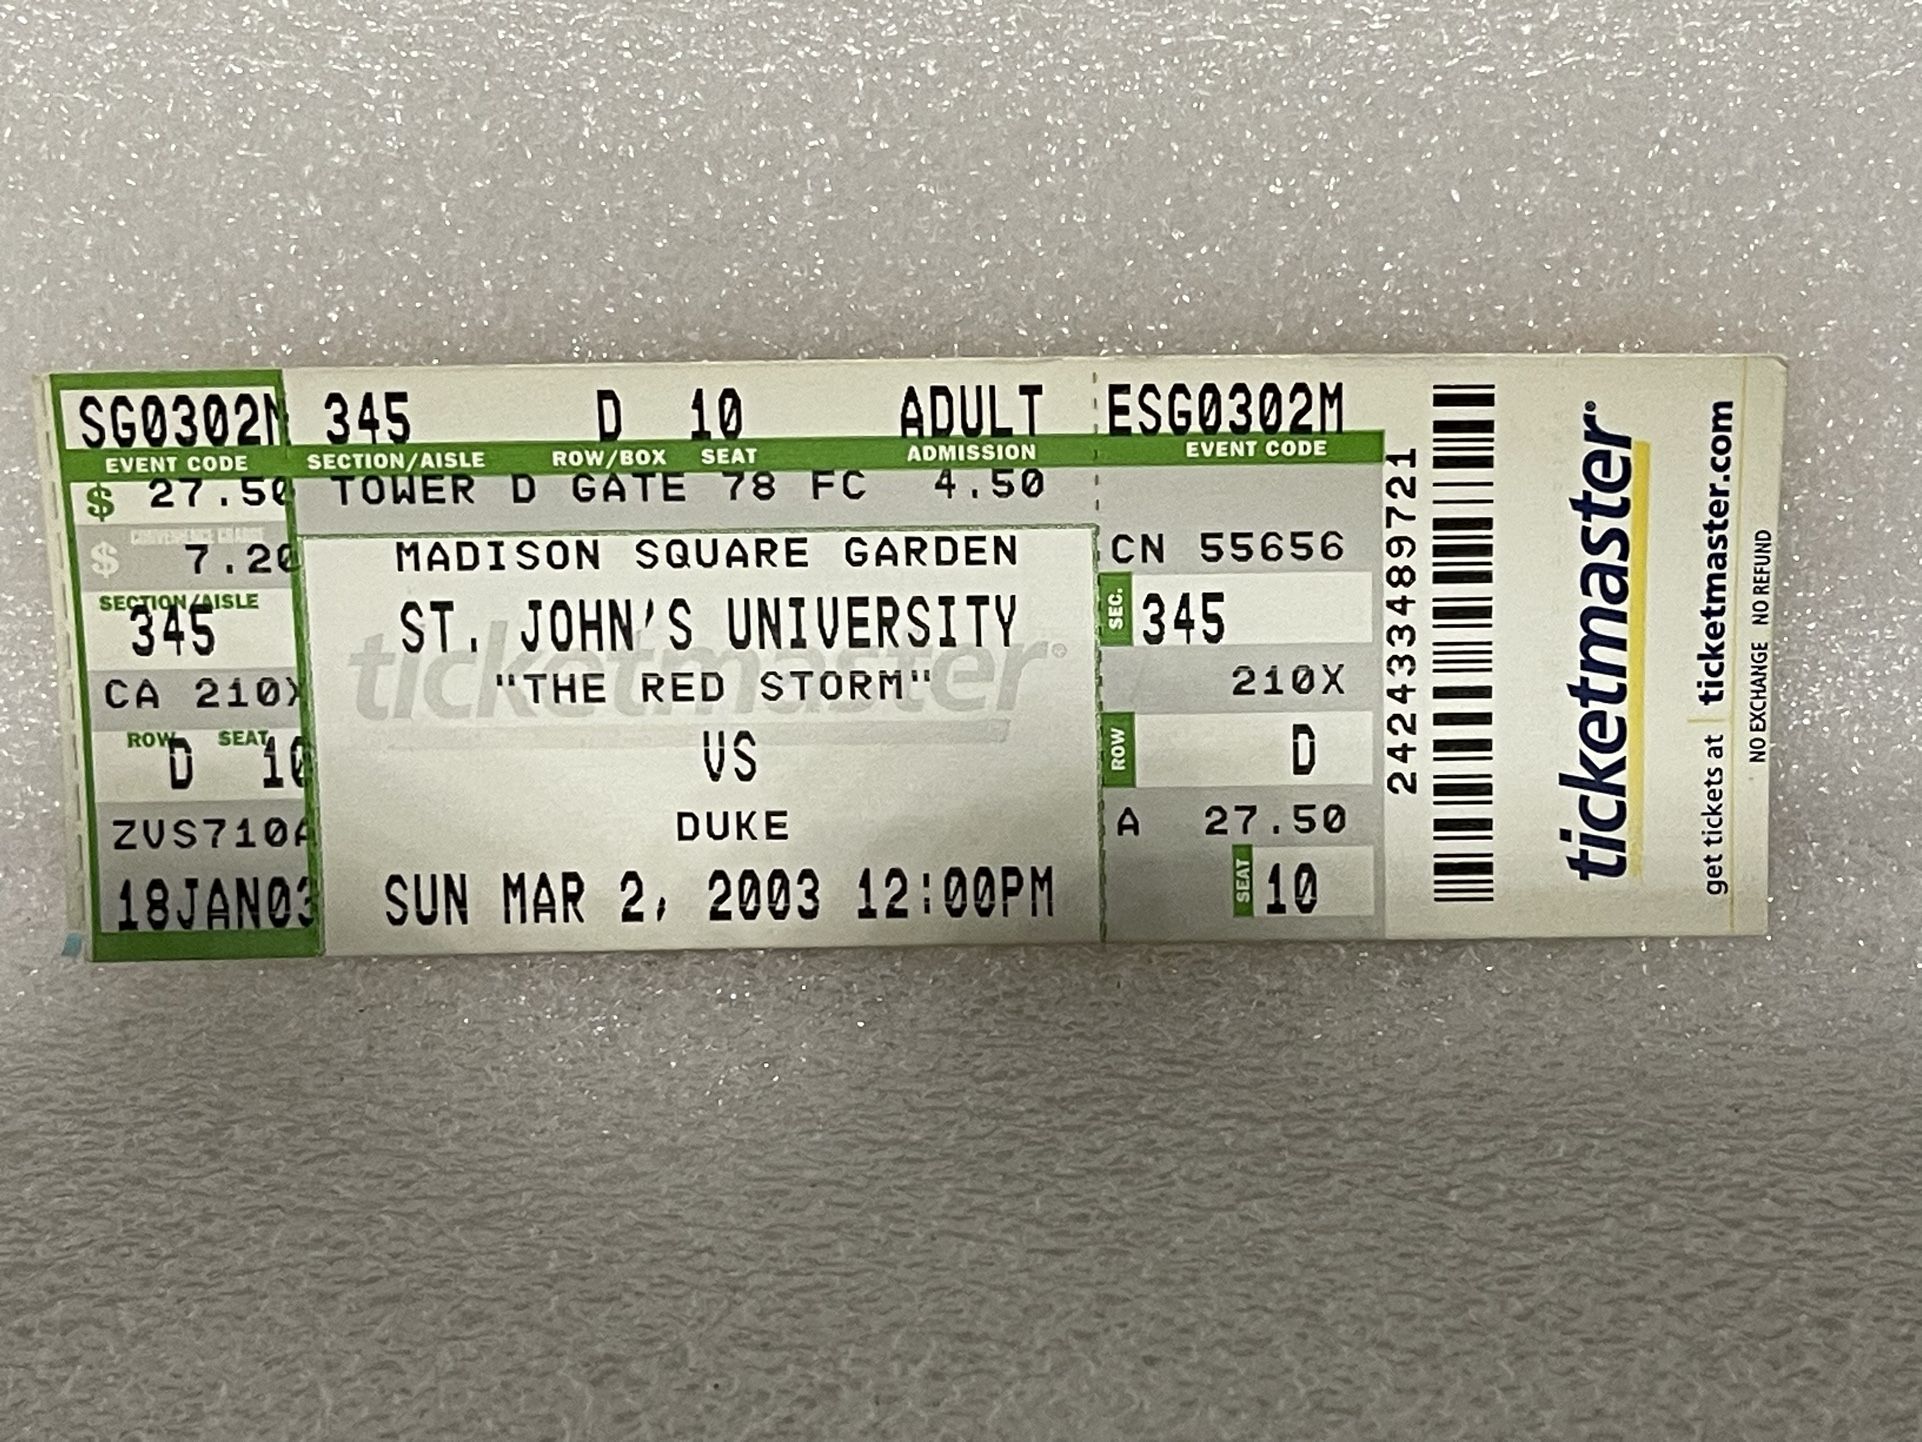 SG0302M 345 D 10 ADULT ESG0302M
EVENT CODE SECTION/AISLE ROW/BOX SEAT ADMISSION EVENT CODE
$ 27.50 TOWER D GATE 78 FC 4.50
CONVENIENCE CHARGE
$ 7.20 MADISON SQUARE GARDEN CN 55656
SECTION/AISLE
345 ST. JOHN'S UNIVERSITY SEC. 345
ticketmaster
CA 210X "THE RED STORM" 210X
ROW SEAT
D 10 VS ROW D
ZVS710A DUKE A 27.50
18JAN03 SUN MAR 2, 2003 12:00PM SEAT 10
242433489721
ticketmaster
get tickets at ticketmaster.com
NO EXCHANGE NO REFUND